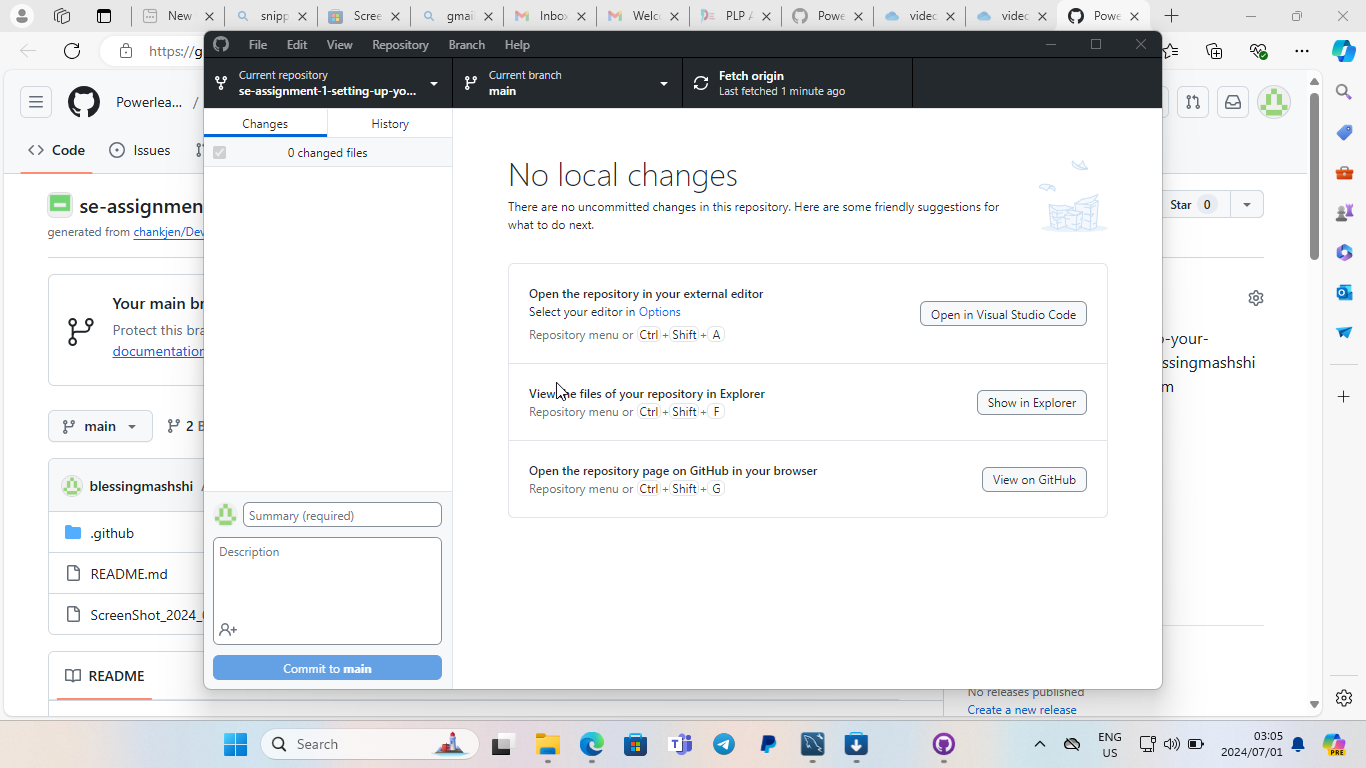 New
snipp
Scree
gmai
Inbo
Welc
PLP A
Powe
videc
videc
Powe
https://g
File Edit View Repository Branch Help
Current repository
se-assignment-1-setting-up-yo...
Current branch
main
Fetch origin
Last fetched 1 minute ago
Powerlea... /
Changes History
0 changed files
Code Issues
se-assignmen
generated from chankjen/Dev
Star 0
Your main br
Protect this bra
documentation
No local changes
There are no uncommitted changes in this repository. Here are some friendly suggestions for
what to do next.
Open the repository in your external editor
Select your editor in Options
Repository menu or Ctrl + Shift + A
Open in Visual Studio Code
View the files of your repository in Explorer
Repository menu or Ctrl + Shift + F
Show in Explorer
Open the repository page on GitHub in your browser
Repository menu or Ctrl + Shift + G
View on GitHub
o-your-
ssingmashshi
m
main
2 B
blessingmashshi
.github
README.md
ScreenShot_2024_
README
Summary (required)
Description
Commit to main
No releases published
Create a new release
Search
ENG
US
03:05
2024/07/01
PRE